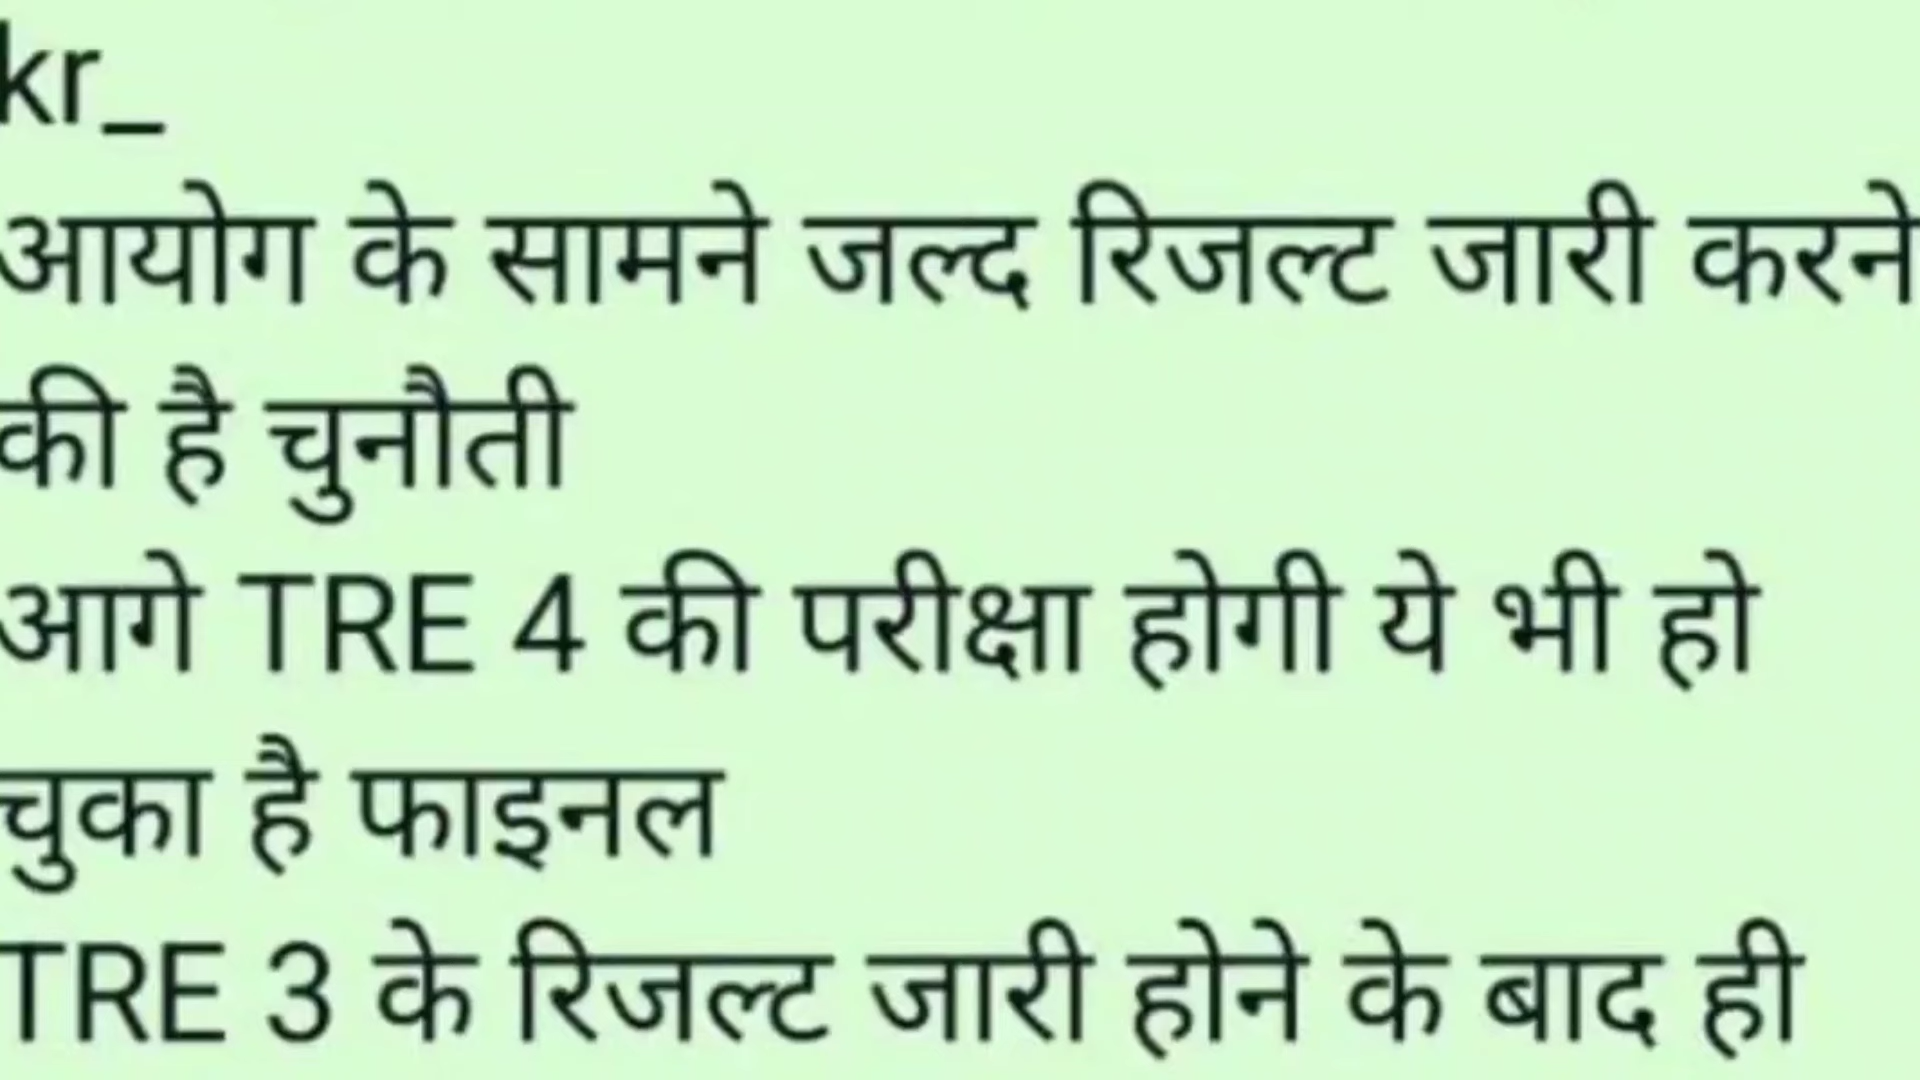 kr_
आयोग के सामने जल्द रिजल्ट जारी करने
की है चुनौती
आगे TRE 4 की परीक्षा होगी ये भी हो
चुका है फाइनल
TRE 3 के रिजल्ट जारी होने के बाद ही